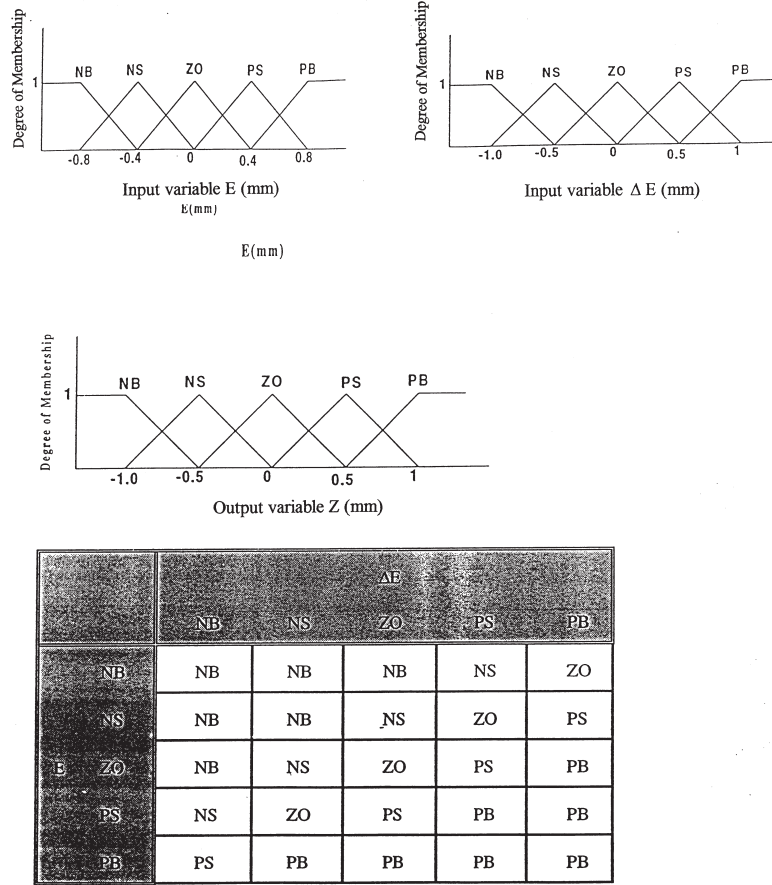 Degree of Membership
NB NS ZO PS PB
1
-0.8 -0.4 0 0.4 0.8
Input variable E (mm)
E(mm)
E(mm)
Degree of Membership
NB NS ZO PS PB
1
-1.0 -0.5 0 0.5 1
Input variable Δ E (mm)
Degree of Membership
NB NS ZO PS PB
1
-1.0 -0.5 0 0.5 1
Output variable Z (mm)
ΔE
NB NS ZO PS PB
NB NB NB NB NS ZO
NS NB NB NS ZO PS
E ZO NB NS ZO PS PB
PS NS ZO PS PB PB
PB PS PB PB PB PB